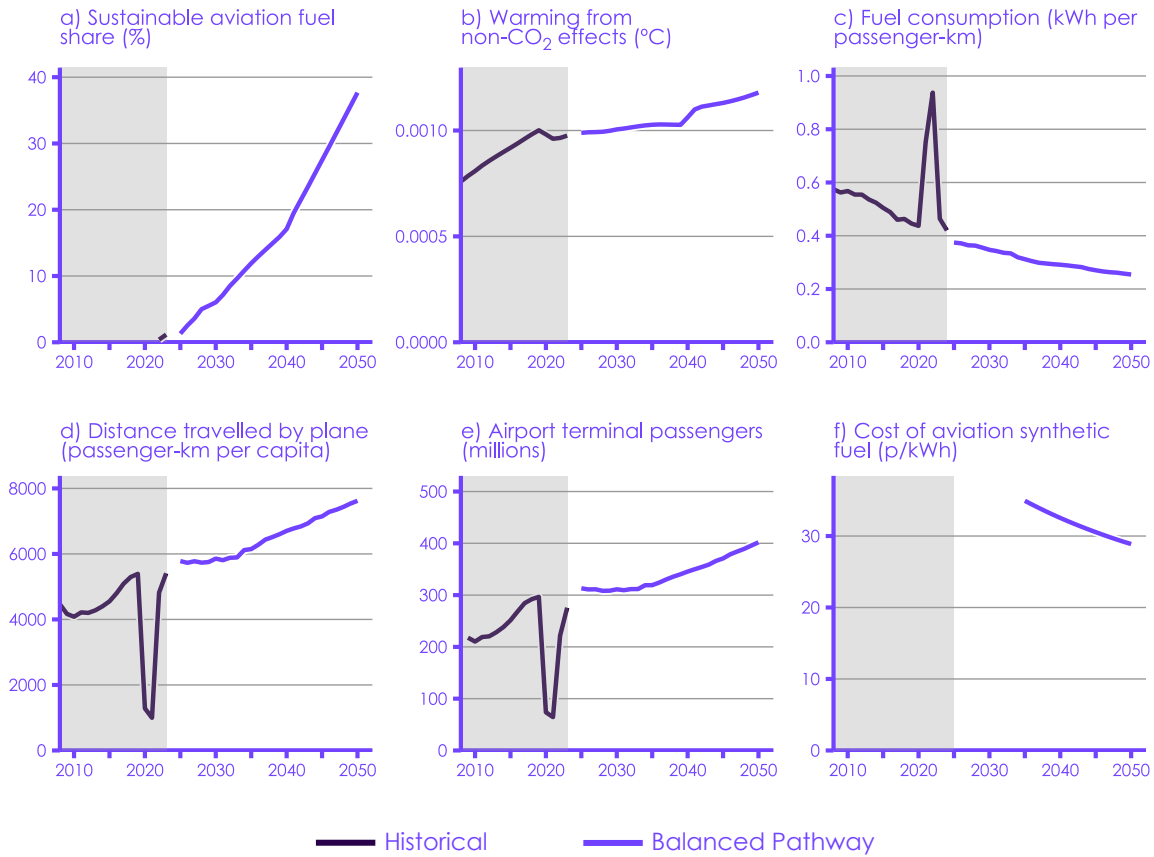 a) Sustainable aviation fuel
share (%)
40
30
20
10
0
2010 2020 2030 2040 2050
b) Warming from
non-CO₂ effects (ºC)
0.0010
0.0005
0.0000
2010 2020 2030 2040 2050
c) Fuel consumption (kWh per
passenger-km)
1.0
0.8
0.6
0.4
0.2
0.0
2010 2020 2030 2040 2050
d) Distance travelled by plane
(passenger-km per capita)
8000
6000
4000
2000
0
2010 2020 2030 2040 2050
e) Airport terminal passengers
(millions)
500
400
300
200
100
0
2010 2020 2030 2040 2050
f) Cost of aviation synthetic
fuel (p/kWh)
30
20
10
0
2010 2020 2030 2040 2050
Historical Balanced Pathway